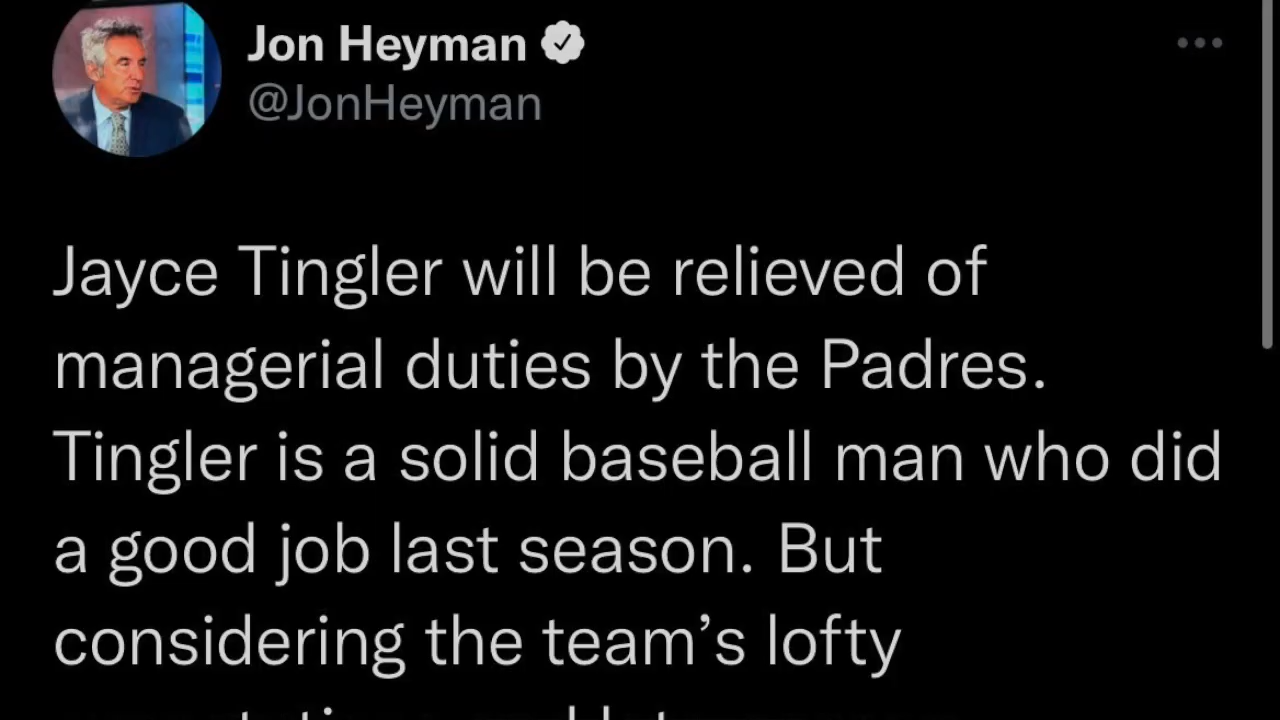 Jon Heyman
@JonHeyman
Jayce Tingler will be relieved of
managerial duties by the Padres.
Tingler is a solid baseball man who did
a good job last season. But
considering the team’s lofty